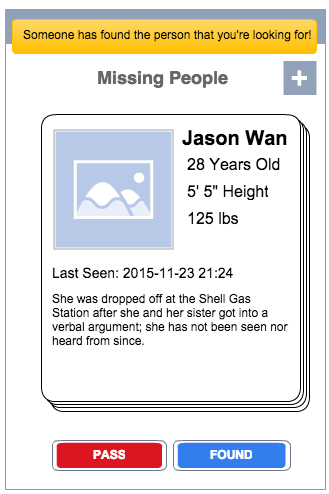 Someone has found the person that you're looking for!
Missing People
+
Jason Wan
28 Years Old
5' 5" Height
125 lbs
Last Seen: 2015-11-23 21:24
She was dropped off at the Shell Gas
Station after she and her sister got into a
verbal argument; she has not been seen nor
heard from since.
PASS
FOUND